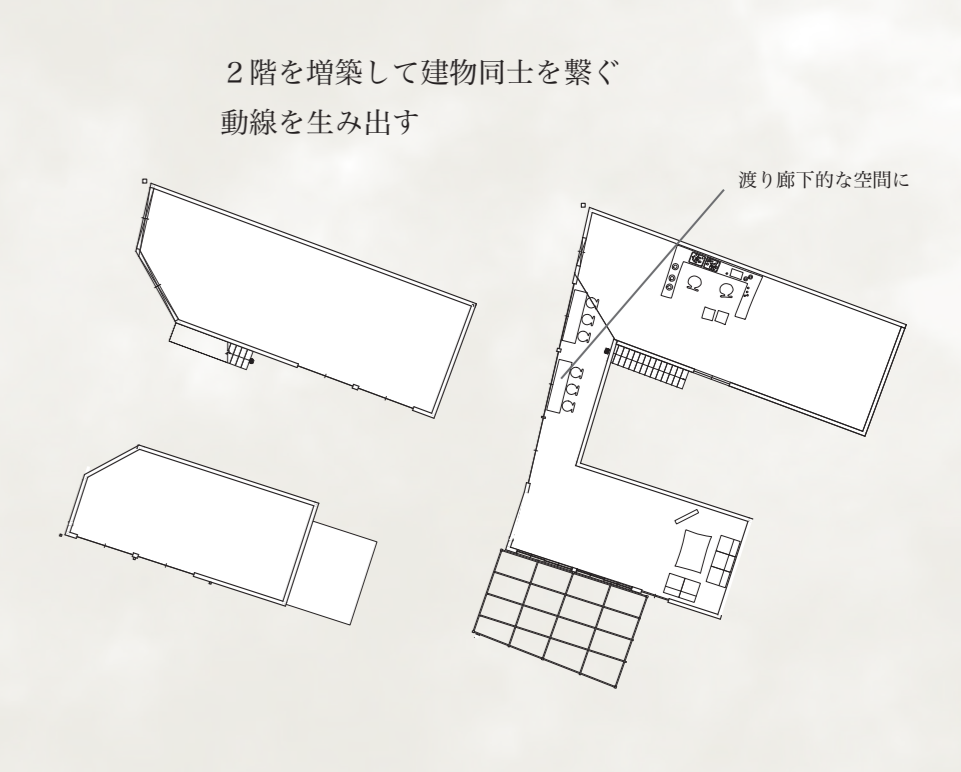 ２階を増築して建物同士を繋ぐ
動線を生み出す
渡り廊下的な空間に